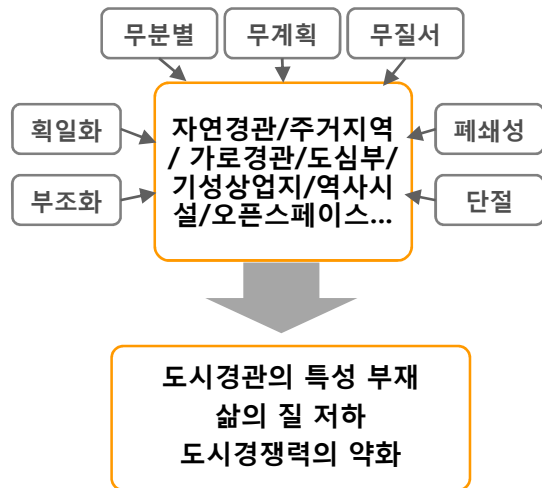 무분별
무계획
무질서
획일화
자연경관/주거지역
/ 가로경관/도심부/
기성상업지/역사시
설/오픈스페이스...
폐쇄성
부조화
단절
도시경관의 특성 부재
삶의 질 저하
도시경쟁력의 약화